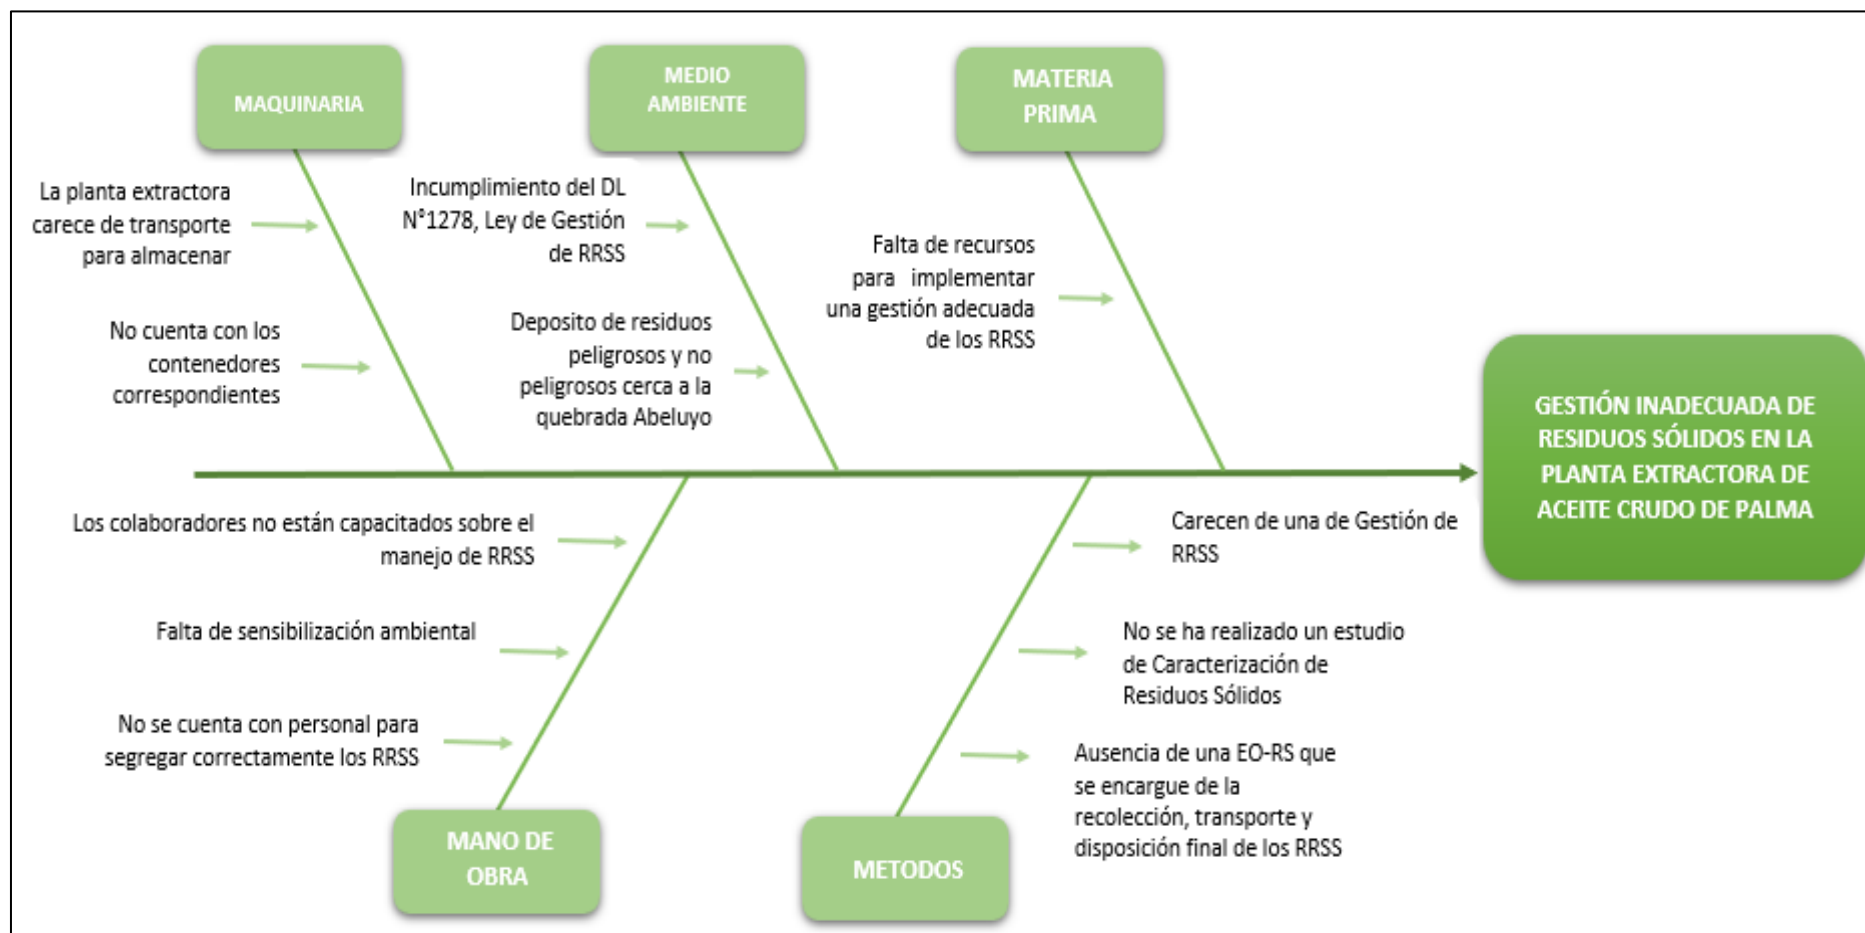 MAQUINARIA
MEDIO
AMBIENTE
MATERIA
PRIMA
La planta extractora
carece de transporte
para almacenar
No cuenta con los
contenedores
correspondientes
Incumplimiento del DL
N°1278, Ley de Gestión
de RRSS
Deposito de residuos
peligrosos y no
peligrosos cerca a la
quebrada Abeluyo
Falta de recursos
para implementar
una gestión adecuada
de los RRSS
GESTIÓN INADECUADA DE
RESIDUOS SÓLIDOS EN LA
PLANTA EXTRACTORA DE
ACEITE CRUDO DE PALMA
Los colaboradores no están capacitados sobre el
manejo de RRSS
Falta de sensibilización ambiental
No se cuenta con personal para
segregar correctamente los RRSS
Carecen de una de Gestión de
RRSS
No se ha realizado un estudio
de Caracterización de
Residuos Sólidos
Ausencia de una EO-RS que
se encargue de la
recolección, transporte y
disposición final de los RRSS
MANO DE
OBRA
METODOS